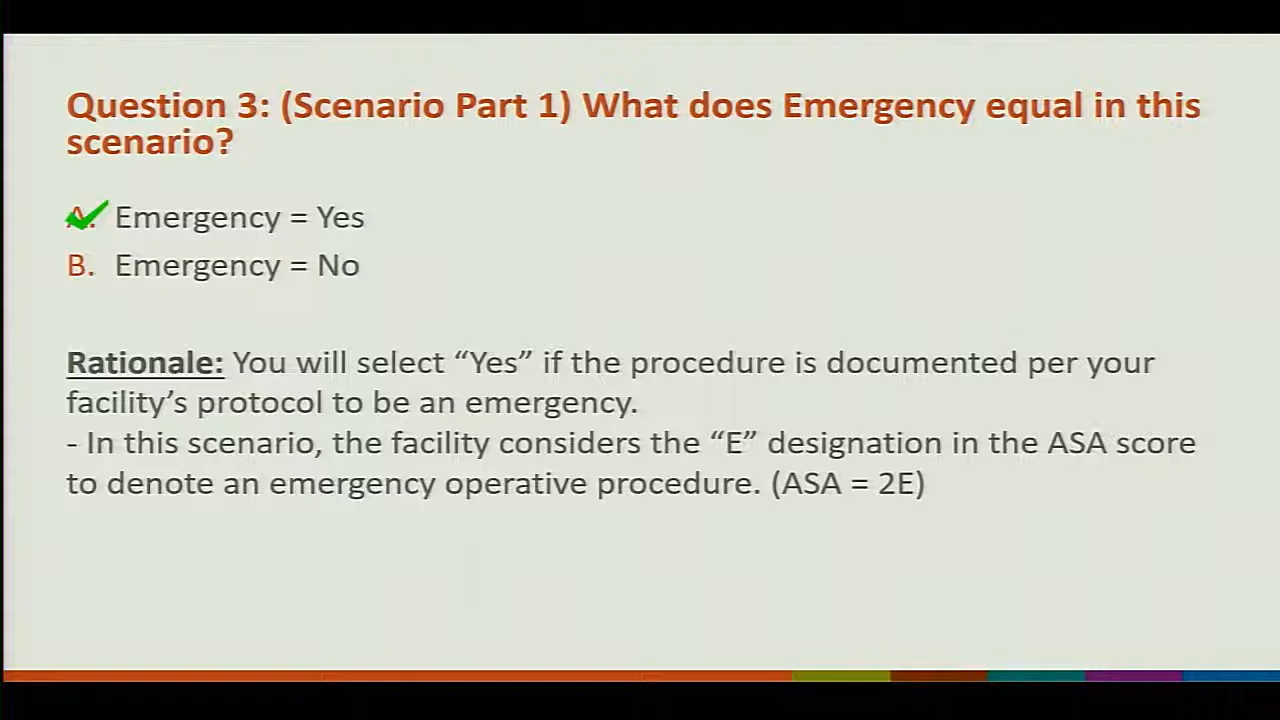 Question 3: (Scenario Part 1) What does Emergency equal in this
scenario?
A. Emergency = Yes
B. Emergency = No
Rationale: You will select “Yes” if the procedure is documented per your
facility’s protocol to be an emergency.
- In this scenario, the facility considers the “E” designation in the ASA score
to denote an emergency operative procedure. (ASA = 2E)